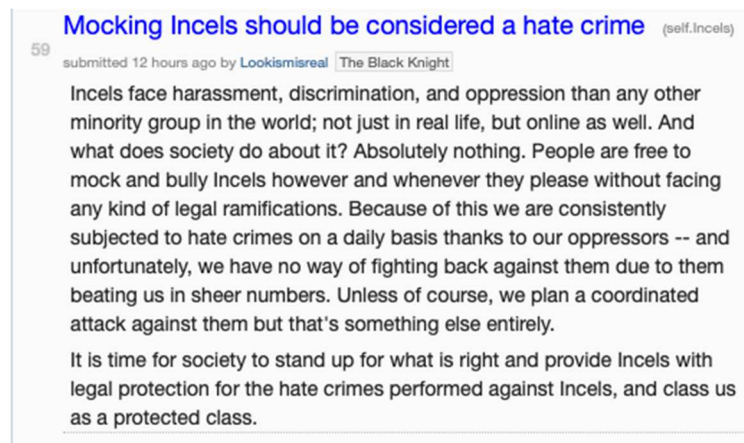 Mocking Incels should be considered a hate crime (self.Incels)
59
submitted 12 hours ago by Lookismisreal The Black Knight
Incels face harassment, discrimination, and oppression than any other
minority group in the world; not just in real life, but online as well. And
what does society do about it? Absolutely nothing. People are free to
mock and bully Incels however and whenever they please without facing
any kind of legal ramifications. Because of this we are consistently
subjected to hate crimes on a daily basis thanks to our oppressors -- and
unfortunately, we have no way of fighting back against them due to them
beating us in sheer numbers. Unless of course, we plan a coordinated
attack against them but that's something else entirely.
It is time for society to stand up for what is right and provide Incels with
legal protection for the hate crimes performed against Incels, and class us
as a protected class.